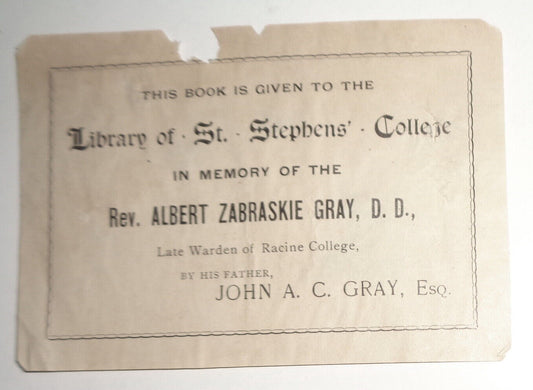 THIS BOOK IS GIVEN TO THE
Library of · St. · Stephens' · College
IN MEMORY OF THE
Rev. ALBERT ZABRASKIE GRAY, D. D.,
Late Warden of Racine College,
BY HIS FATHER,
JOHN A. C. GRAY, Esq.